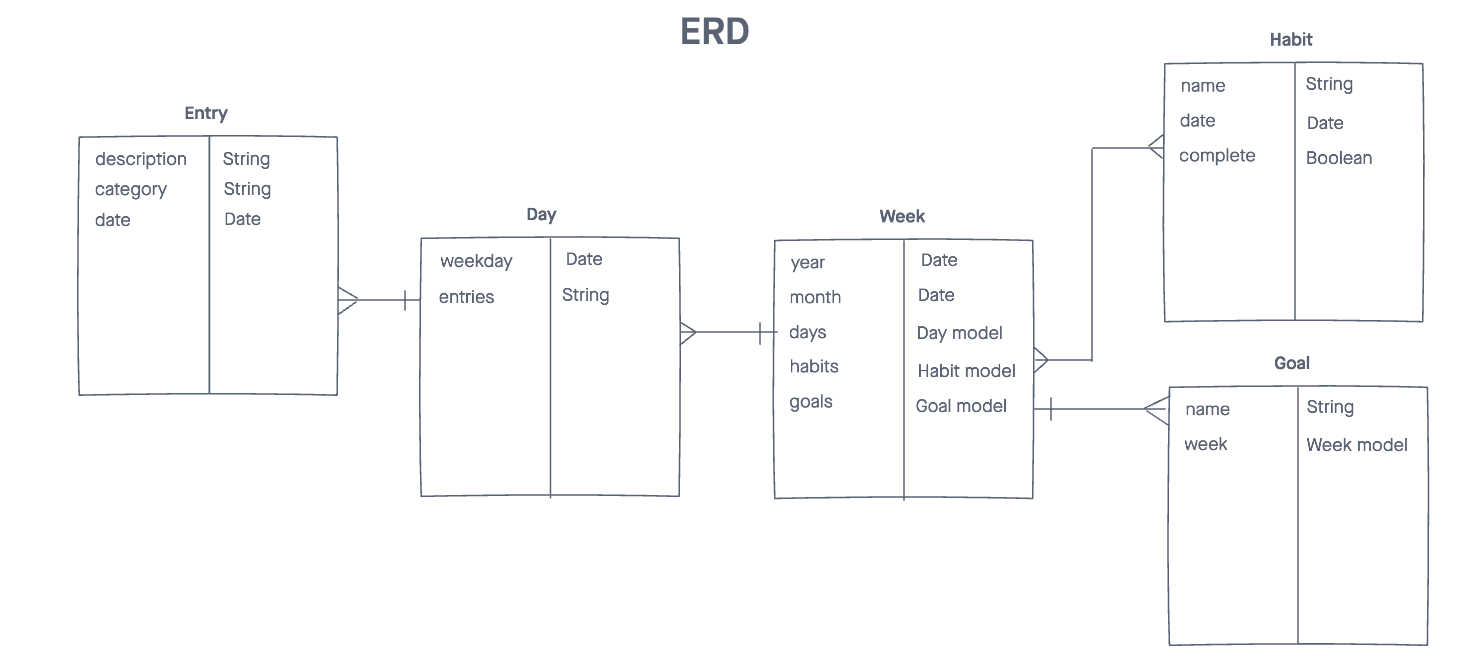 ERD
Entry
description String
category String
date Date
Day
weekday Date
entries String
Week
year Date
month Date
days Day model
habits Habit model
goals Goal model
Habit
name String
date Date
complete Boolean
Goal
name String
week Week model